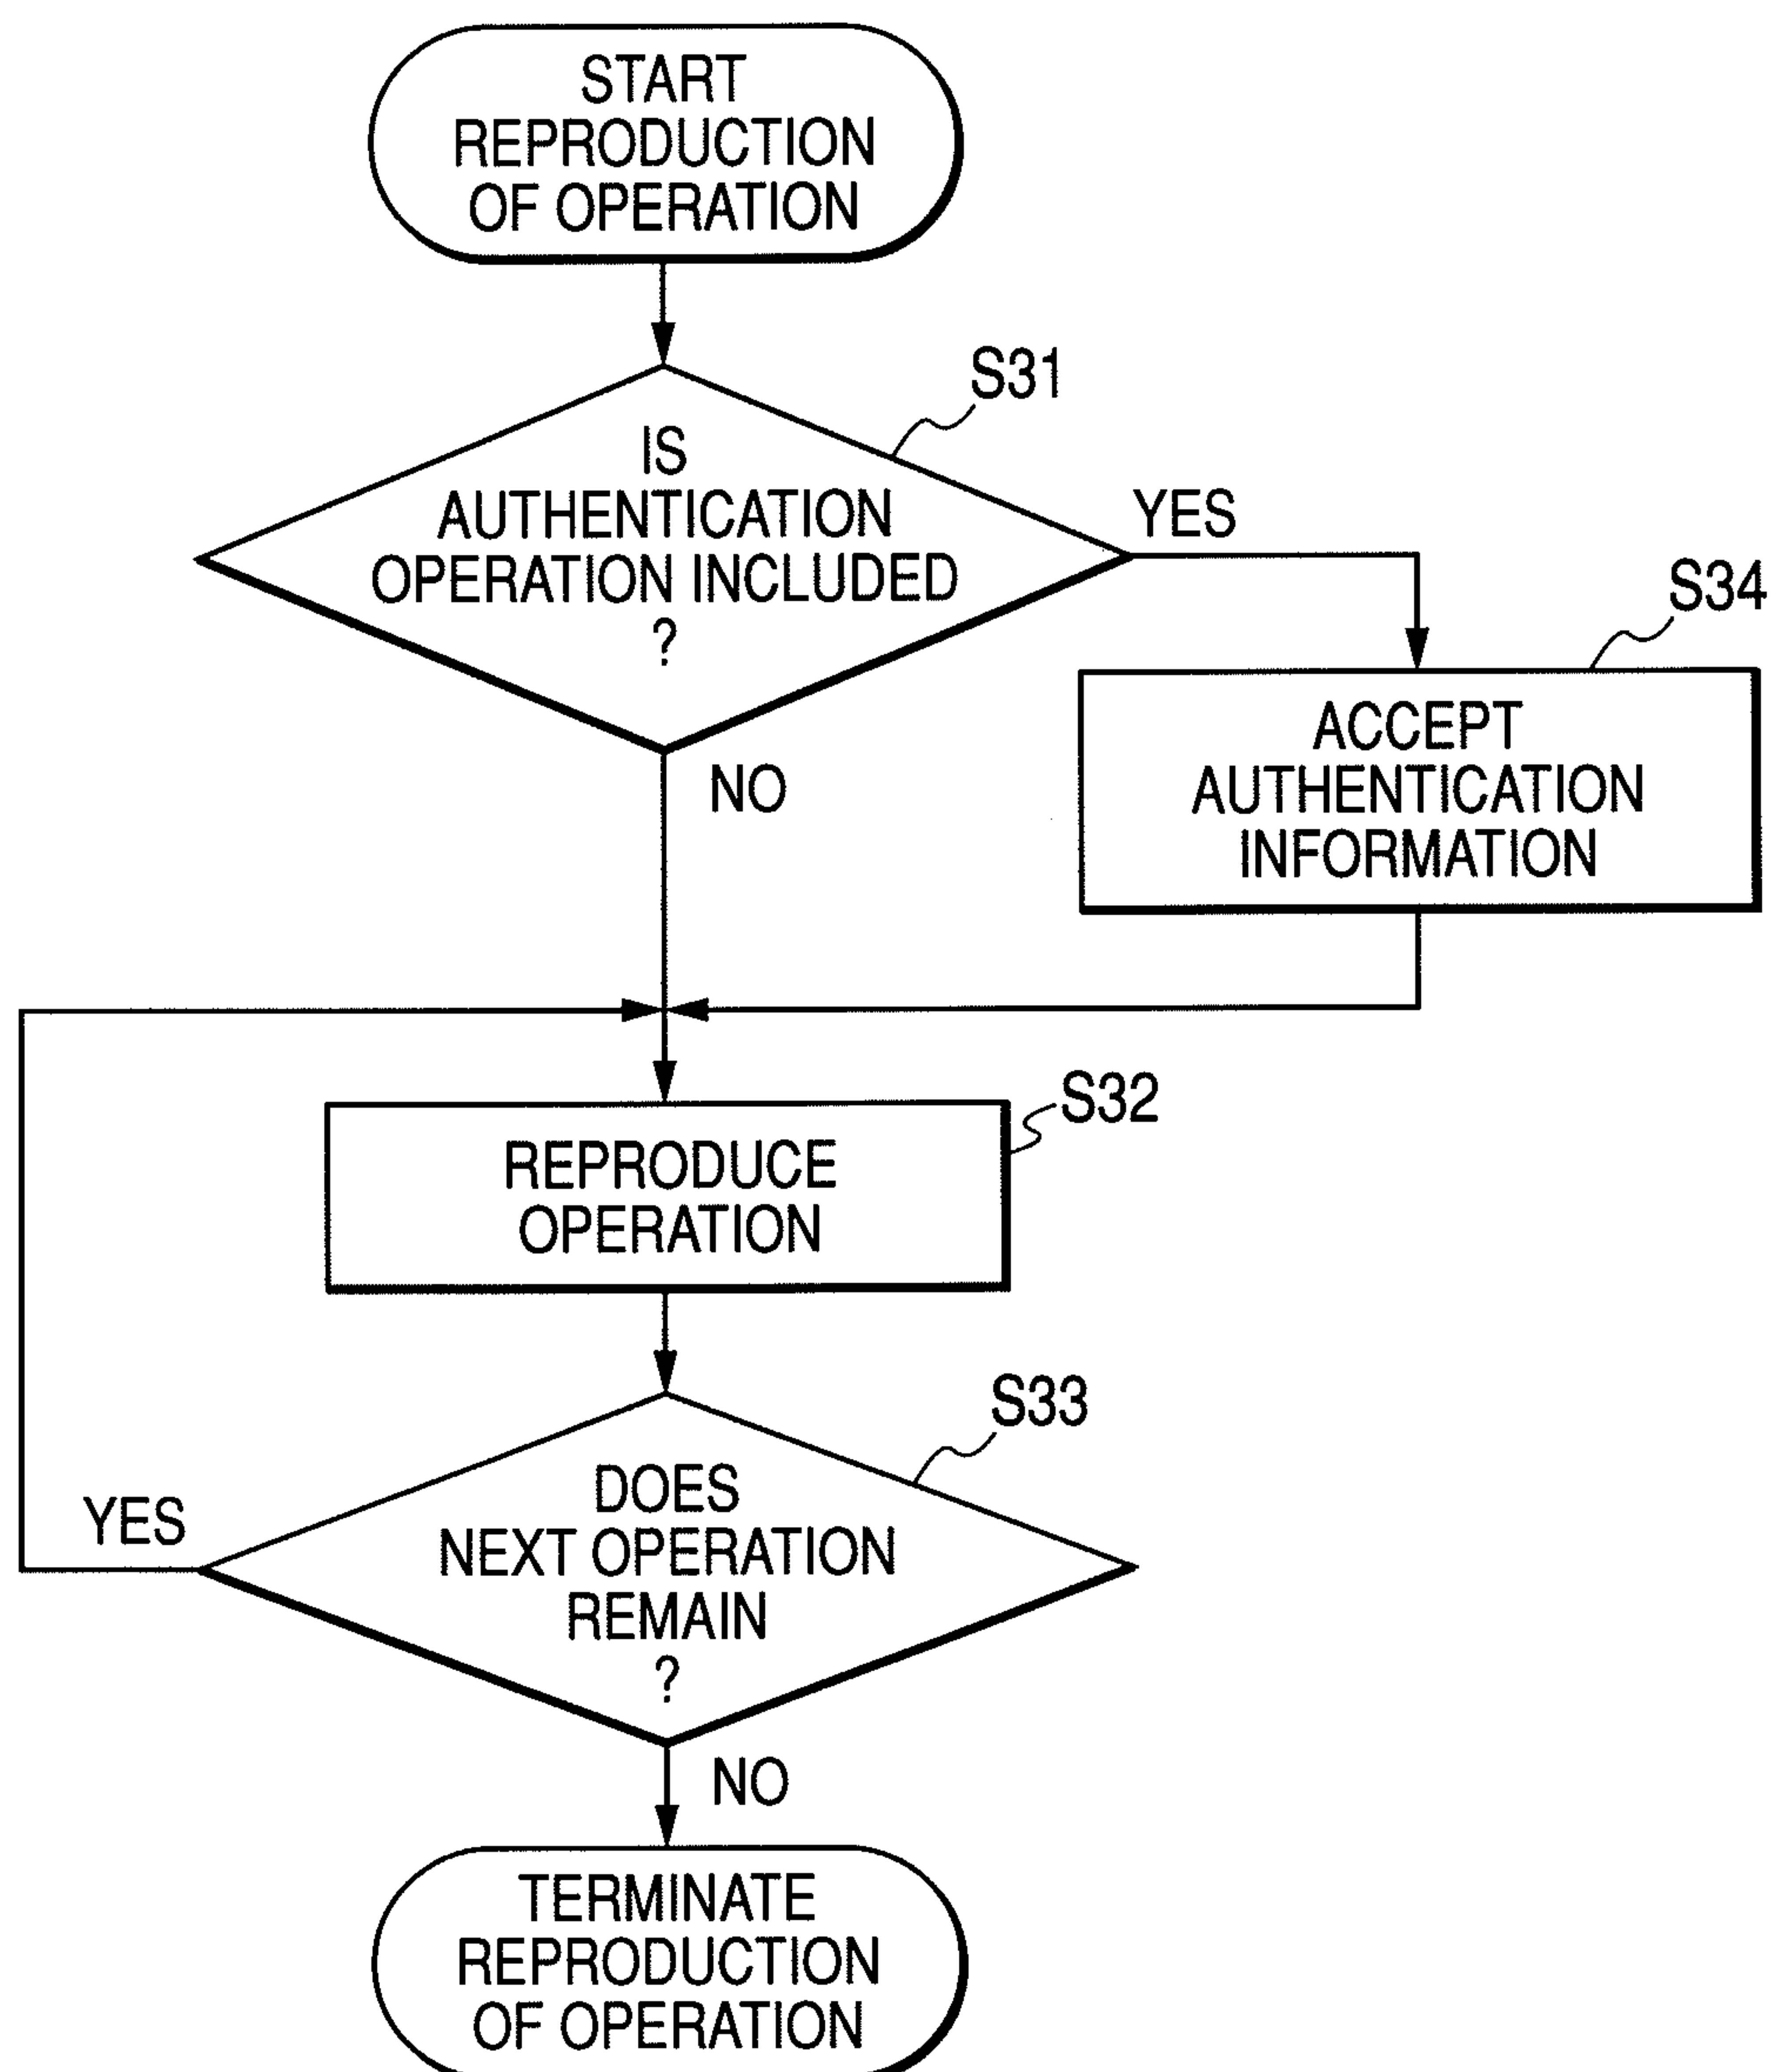 START
REPRODUCTION
OF OPERATION
S31
IS
AUTHENTICATION
OPERATION INCLUDED
?
YES
S34
ACCEPT
AUTHENTICATION
INFORMATION
NO
S32
REPRODUCE
OPERATION
S33
DOES
NEXT OPERATION
REMAIN
?
YES
NO
TERMINATE
REPRODUCTION
OF OPERATION